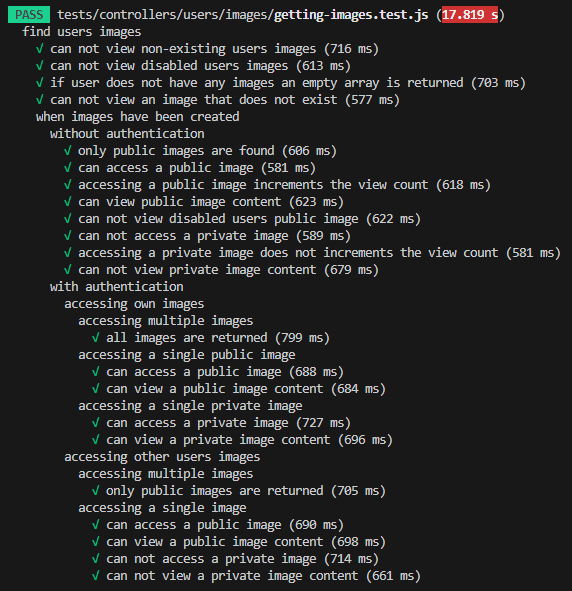 PASS tests/controllers/users/images/getting-images.test.js (17.819 s)
find users images
√ can not view non-existing users images (716 ms)
√ can not view disabled users images (613 ms)
√ if user does not have any images an empty array is returned (703 ms)
√ can not view an image that does not exist (577 ms)
when images have been created
without authentication
√ only public images are found (606 ms)
√ can access a public image (581 ms)
√ accessing a public image increments the view count (618 ms)
√ can view public image content (623 ms)
√ can not view disabled users public image (622 ms)
√ can not access a private image (589 ms)
√ accessing a private image does not increments the view count (581 ms)
√ can not view private image content (679 ms)
with authentication
accessing own images
accessing multiple images
√ all images are returned (799 ms)
accessing a single public image
√ can access a public image (688 ms)
√ can view a public image content (684 ms)
accessing a single private image
√ can access a private image (727 ms)
√ can view a private image content (696 ms)
accessing other users images
accessing multiple images
√ only public images are returned (705 ms)
accessing a single image
√ can access a public image (690 ms)
√ can view a public image content (698 ms)
√ can not access a private image (714 ms)
√ can not view a private image content (661 ms)